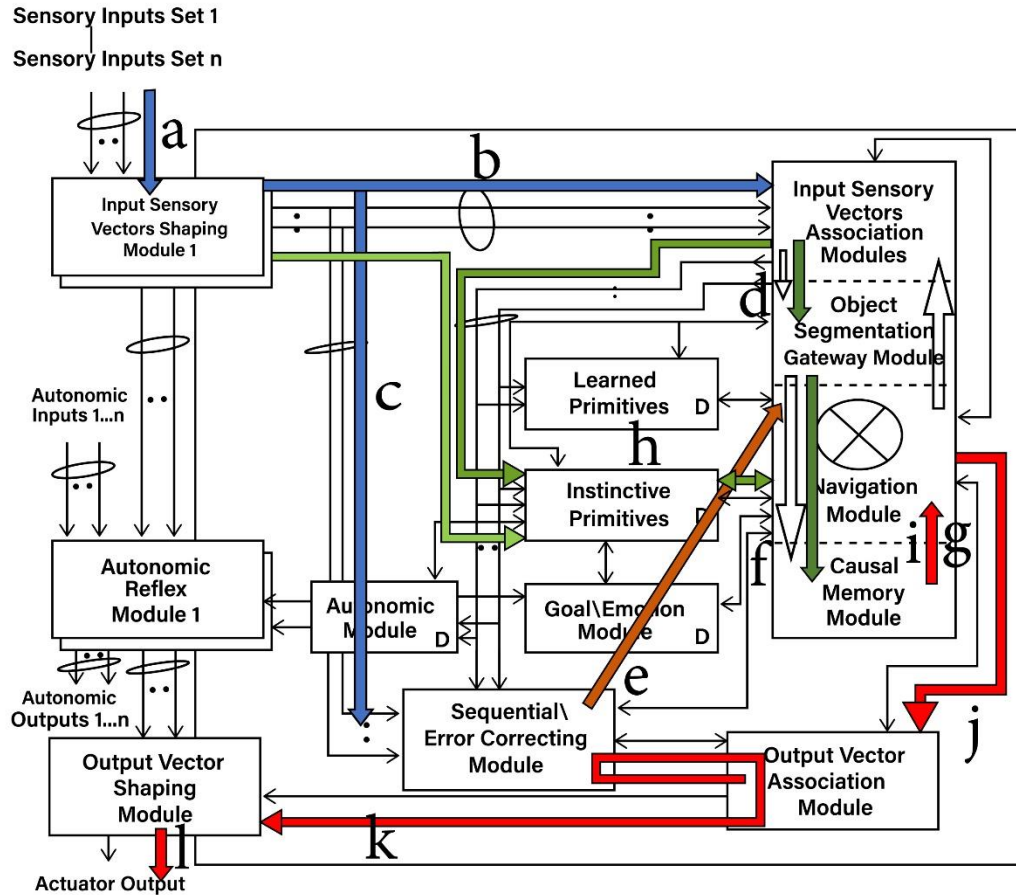 Sensory Inputs Set 1
Sensory Inputs Set n
a
b
Input Sensory
Vectors Shaping
Module 1
Input Sensory
Vectors
Association
Modules
d
Object
Segmentation
Gateway Module
c
Learned
Primitives
D
Autonomic
Inputs 1...n
h
Instinctive
Primitives
D
Navigation
Module
f
i
g
Causal
Memory
Module
Autonomic
Reflex
Module 1
Autonomic
Module
D
Goal\Emotion
Module
D
e
Autonomic
Outputs 1...n
Sequential\
Error Correcting
Module
j
Output Vector
Shaping
Module
Output Vector
Association
Module
l
k
Actuator Output